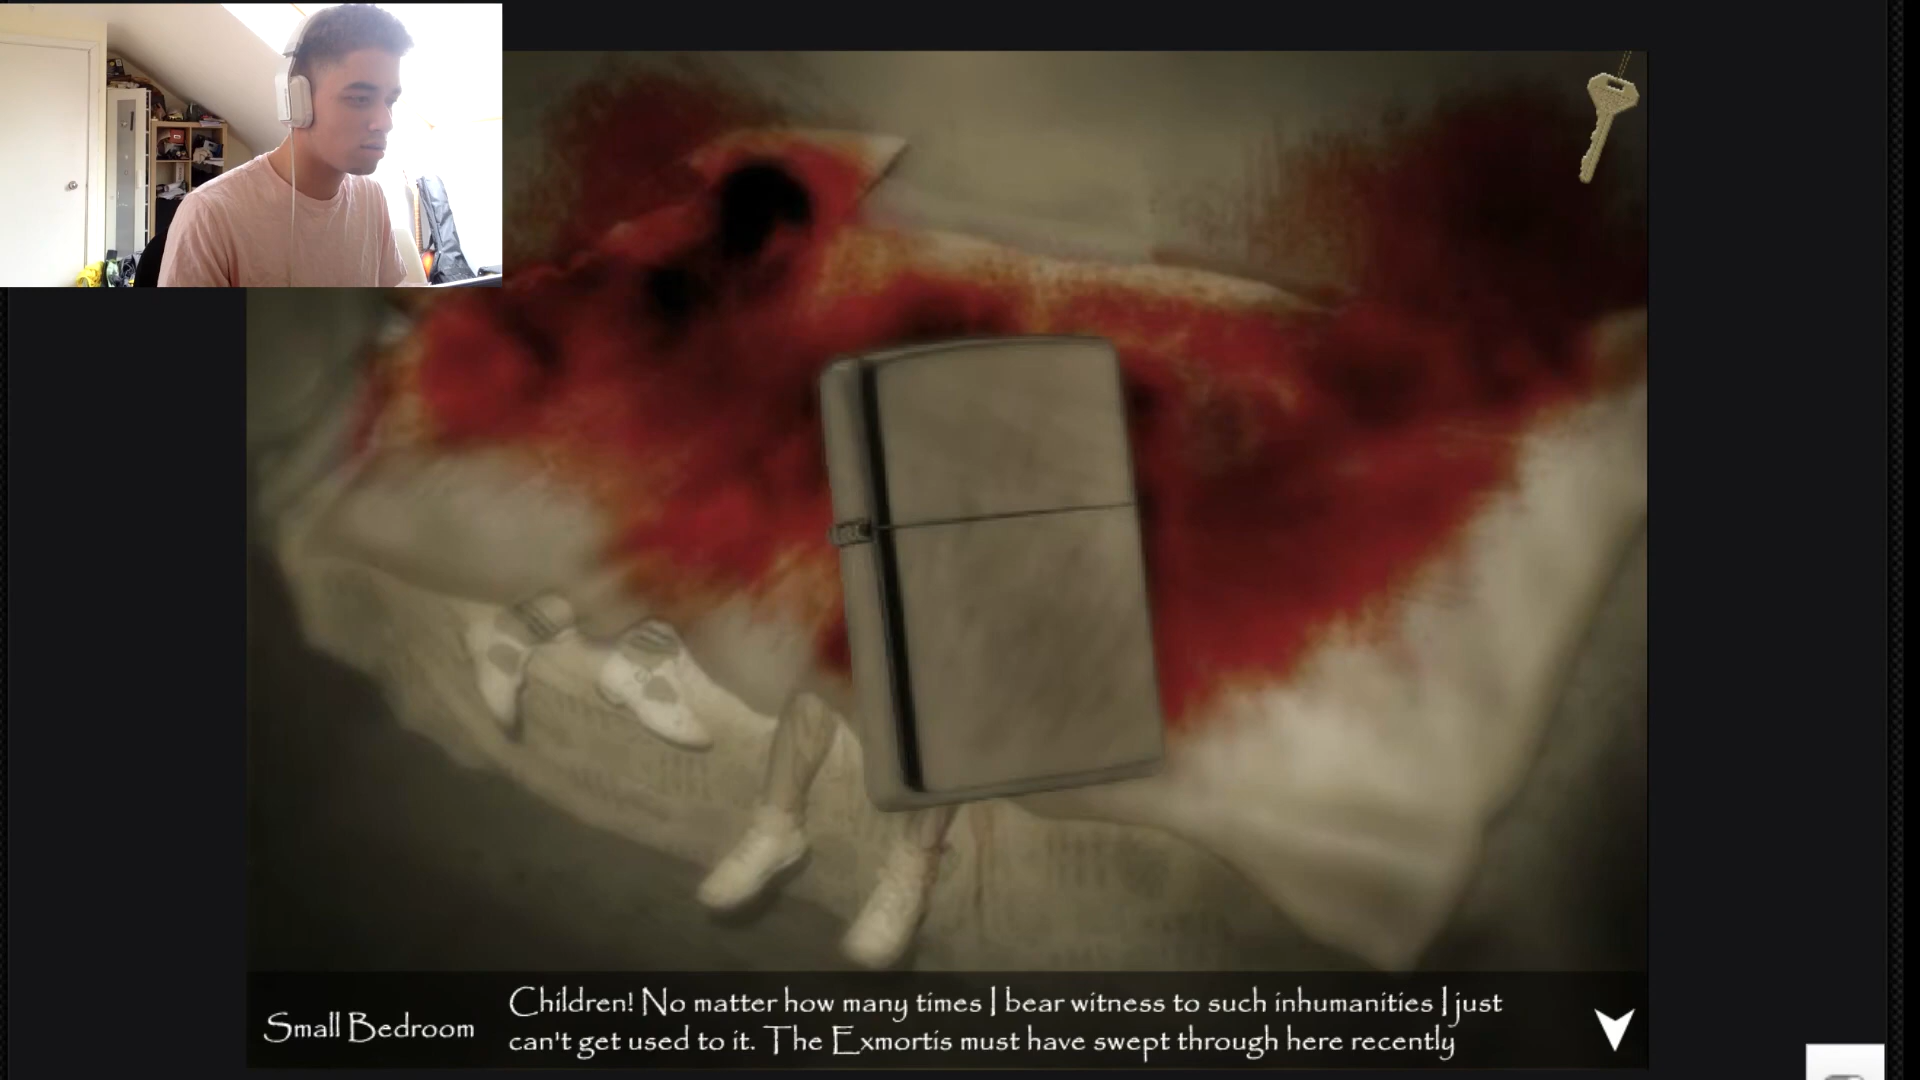 Small Bedroom
Children! No matter how many times I bear witness to such inhumanities I just
can't get used to it. The Exmortis must have swept through here recently